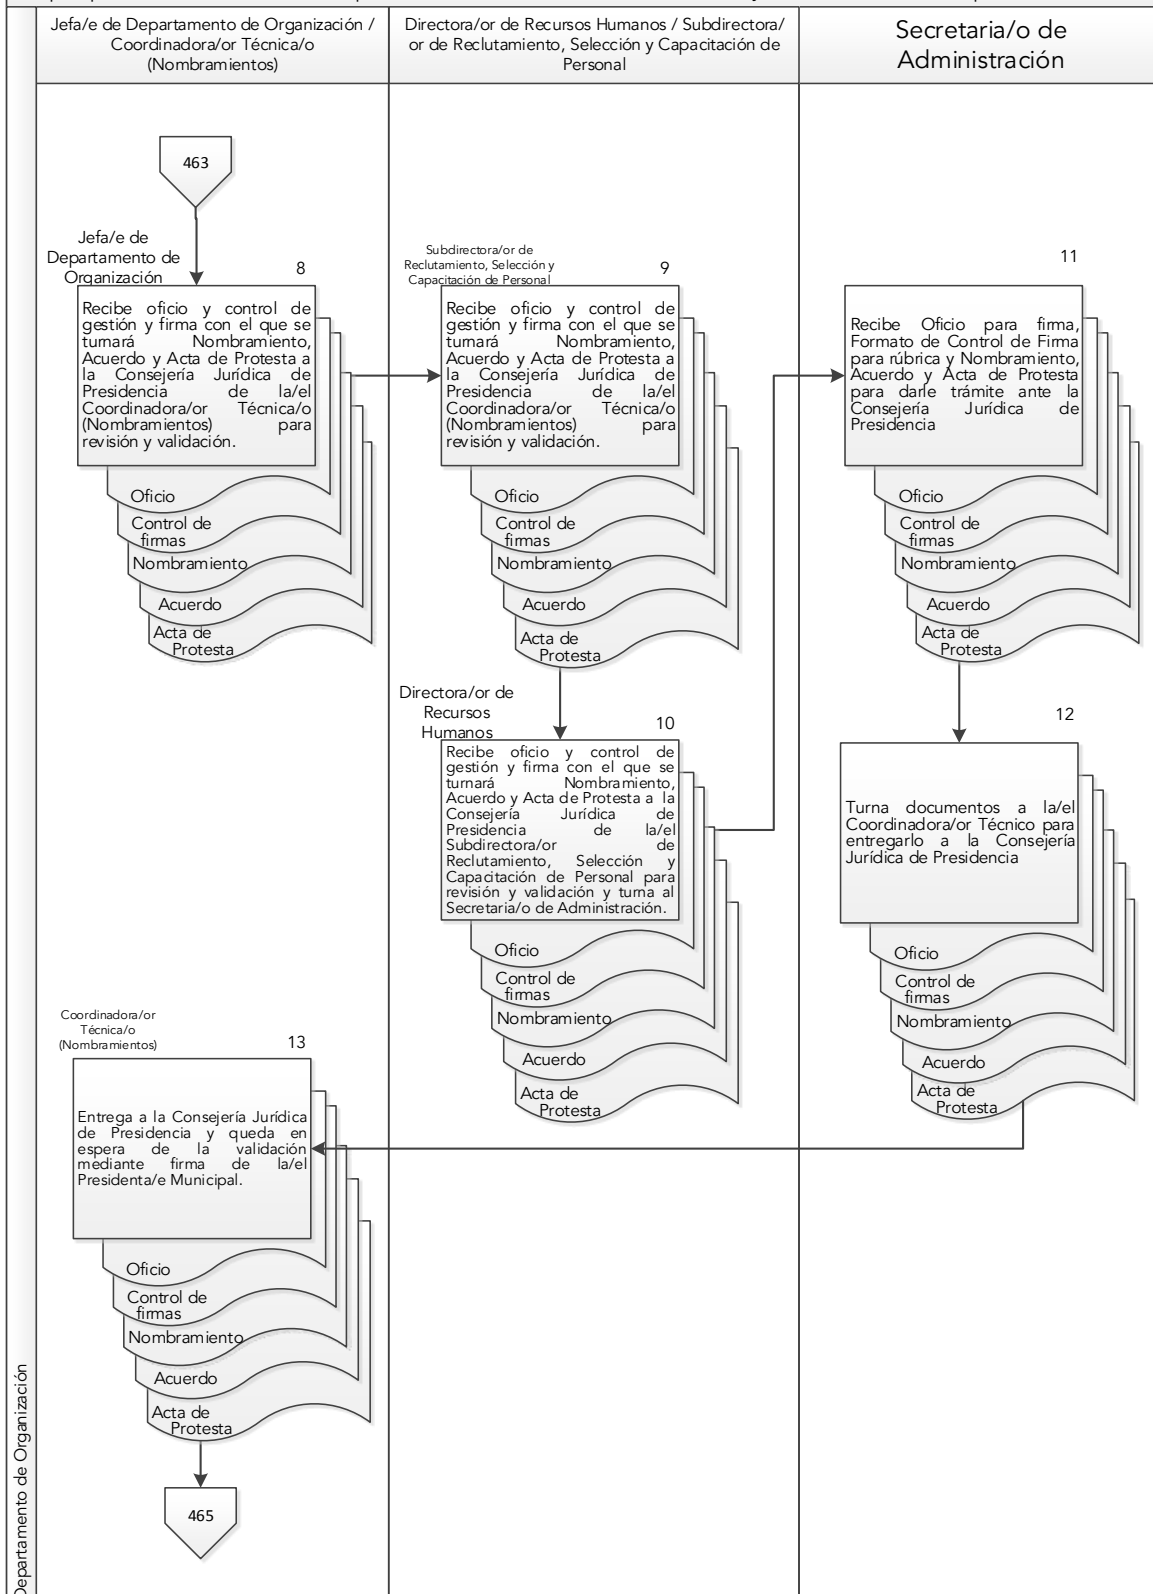 Jefa/e de Departamento de Organización /
Coordinadora/or Técnica/o
(Nombramientos)
Directora/or de Recursos Humanos / Subdirectora/
or de Reclutamiento, Selección y Capacitación de
Personal
Secretaria/o de
Administración
463
Jefa/e de
Departamento de
Organización
8
Recibe oficio y control de
gestión y firma con el que se
turnará Nombramiento,
Acuerdo y Acta de Protesta a
la Consejería Jurídica de
Presidencia de la/el
Coordinadora/or Técnica/o
(Nombramientos) para
revisión y validación.
Oficio
Control de
firmas
Nombramiento
Acuerdo
Acta de
Protesta
Subdirectora/or de
Reclutamiento, Selección y
Capacitación de Personal
9
Recibe oficio y control de
gestión y firma con el que se
turnará Nombramiento,
Acuerdo y Acta de Protesta a
la Consejería Jurídica de
Presidencia de la/el
Coordinadora/or Técnica/o
(Nombramientos) para
revisión y validación.
Oficio
Control de
firmas
Nombramiento
Acuerdo
Acta de
Protesta
Directora/or de
Recursos
Humanos
10
Recibe oficio y control de
gestión y firma con el que se
turnará Nombramiento,
Acuerdo y Acta de Protesta a la
Consejería Jurídica de
Presidencia de la/el
Subdirectora/or de
Reclutamiento, Selección y
Capacitación de Personal para
revisión y validación y turna al
Secretaria/o de Administración.
Oficio
Control de
firmas
Nombramiento
Acuerdo
Acta de
Protesta
11
Recibe Oficio para firma,
Formato de Control de Firma
para rúbrica y Nombramiento,
Acuerdo y Acta de Protesta
para darle trámite ante la
Consejería Jurídica de
Presidencia
Oficio
Control de
firmas
Nombramiento
Acuerdo
Acta de
Protesta
12
Turna documentos a la/el
Coordinadora/or Técnico para
entregarlo a la Consejería
Jurídica de Presidencia
Oficio
Control de
firmas
Nombramiento
Acuerdo
Acta de
Protesta
Coordinadora/or
Técnica/o
(Nombramientos)
13
Entrega a la Consejería Jurídica
de Presidencia y queda en
espera de la validación
mediante firma de la/el
Presidenta/e Municipal.
Oficio
Control de
firmas
Nombramiento
Acuerdo
Acta de
Protesta
465
Departamento de Organización